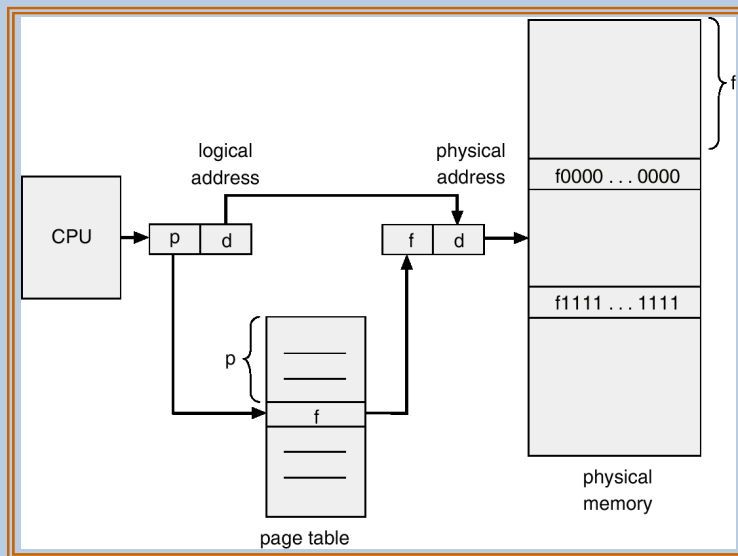 f
logical
address
physical
address
f0000 . . . 0000
CPU
p
d
f
d
f1111 . . . 1111
p
f
physical
memory
page table